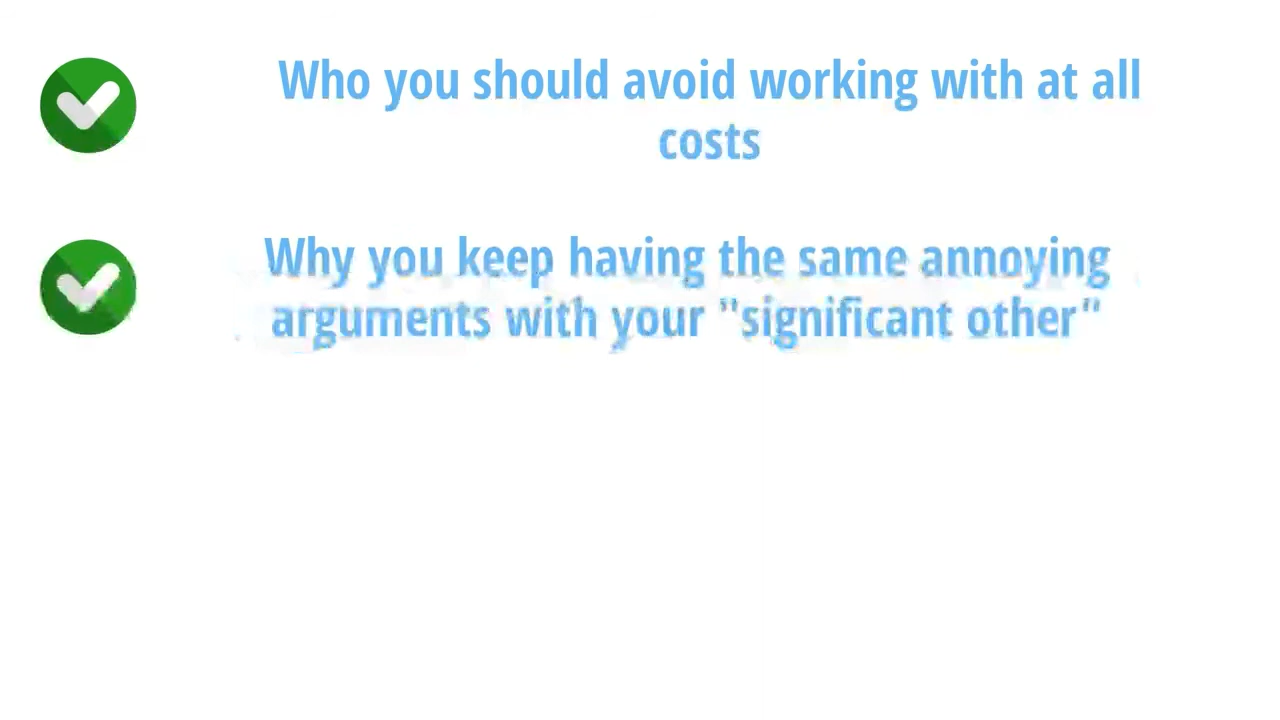 Who you should avoid working with at all
costs
Why you keep having the same annoying
arguments with your "significant other"